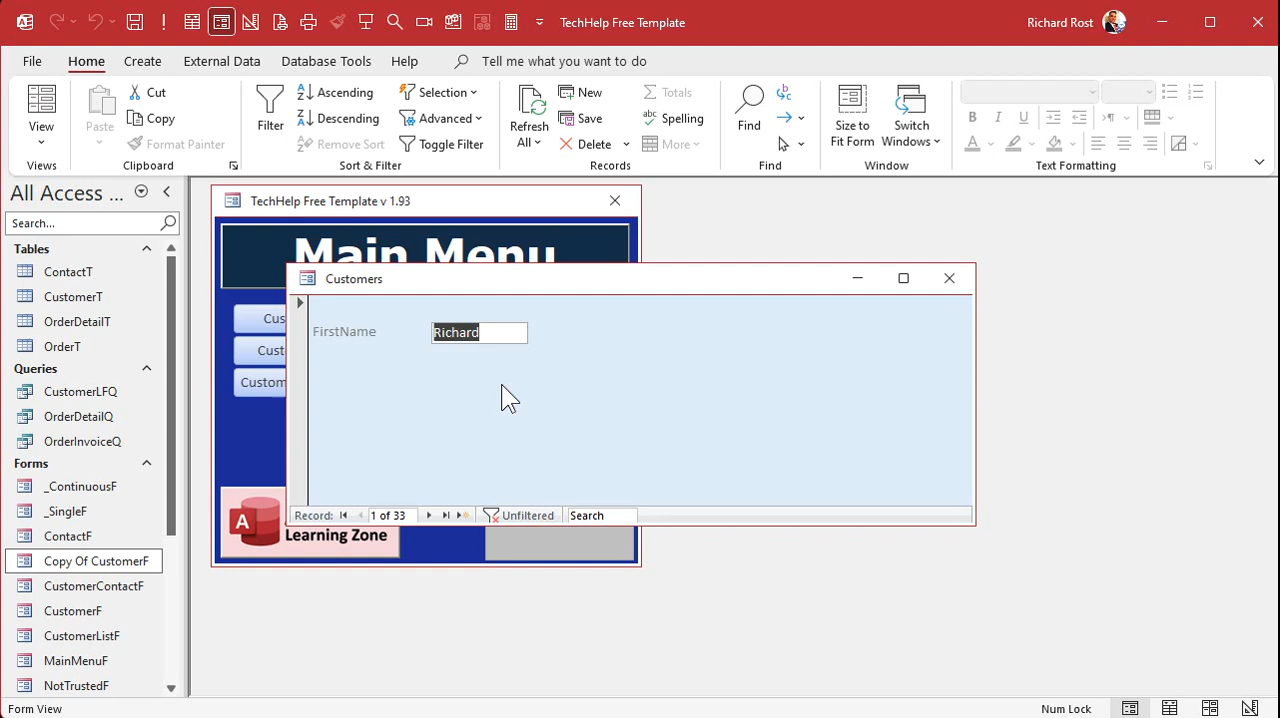 TechHelp Free Template
Richard Rost
File Home Create External Data Database Tools Help Tell me what you want to do
View
Views
Paste
Cut
Copy
Format Painter
Clipboard
Filter
Ascending
Descending
Remove Sort
Selection
Advanced
Toggle Filter
Sort & Filter
Refresh
All
New
Save
Delete
Totals
Spelling
More
Records
Find
Find
Size to
Fit Form
Switch
Windows
Window
B I U
A
Text Formatting
All Access ...
Search...
Tables
ContactT
CustomerT
OrderDetailT
OrderT
Queries
CustomerLFQ
OrderDetailQ
OrderInvoiceQ
Forms
_ContinuousF
_SingleF
ContactF
Copy Of CustomerF
CustomerContactF
CustomerF
CustomerListF
MainMenuF
NotTrustedF
TechHelp Free Template v 1.93
Main Menu
Cus
Custo
Custom
A
Learning Zone
Customers
FirstName Richard
Record: 1 of 33 Unfiltered Search
Form View
Num Lock